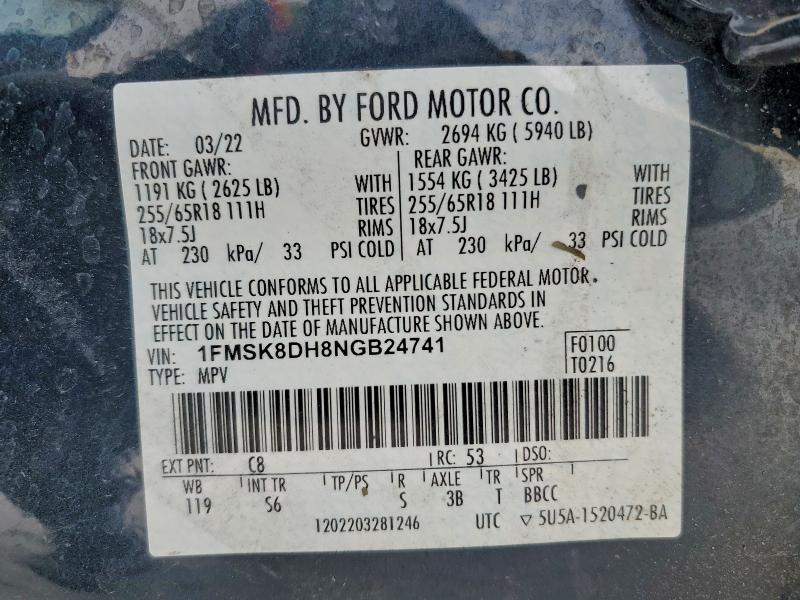 MFD. BY FORD MOTOR CO.
DATE: 03/22 GVWR: 2694 KG ( 5940 LB)
FRONT GAWR: REAR GAWR:
1191 KG ( 2625 LB) WITH 1554 KG ( 3425 LB) WITH
255/65R18 111H TIRES 255/65R18 111H TIRES
18x7.5J RIMS 18x7.5J RIMS
AT 230 kPa/ 33 PSI COLD AT 230 kPa/ 33 PSI COLD
THIS VEHICLE CONFORMS TO ALL APPLICABLE FEDERAL MOTOR.
VEHICLE SAFETY AND THEFT PREVENTION STANDARDS IN
EFFECT ON THE DATE OF MANUFACTURE SHOWN ABOVE.
VIN: 1FMSK8DH8NGB24741 F0100
TYPE: MPV T0216
EXT PNT: C8 RC: 53 DSO:
WB INT TR TP/PS R AXLE TR SPR
119 S6 S 3B T BBCC
1202203281246 UTC ▽ 5U5A-1520472-BA